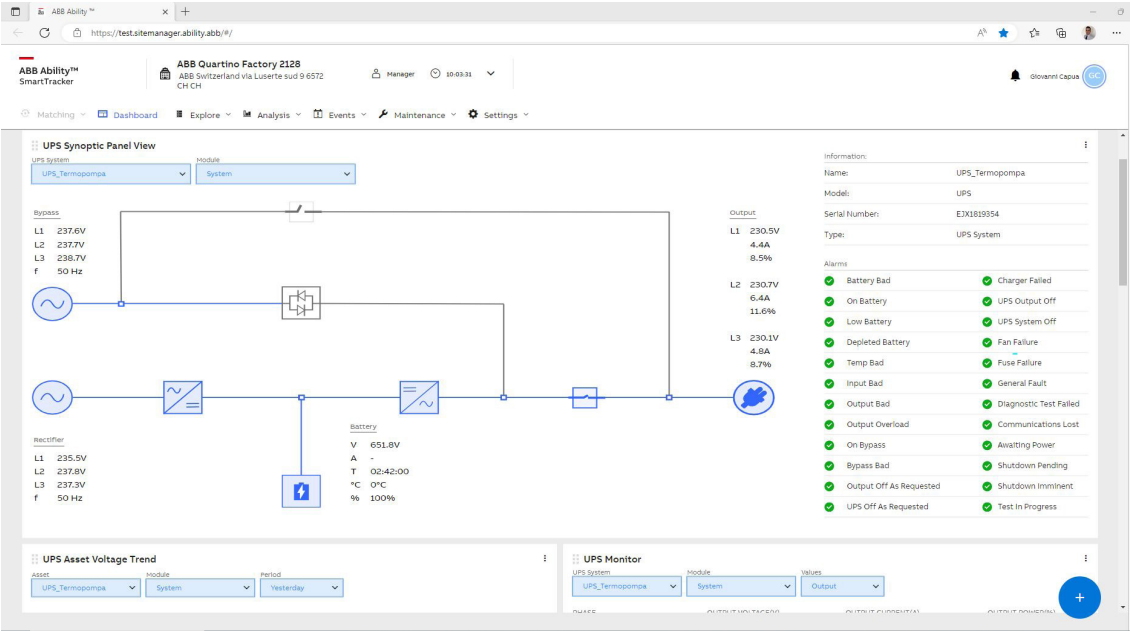 ABB Ability ™
https://test.sitemanager.ability.abb/#/
ABB Ability™
SmartTracker
ABB Quartino Factory 2128
ABB Switzerland via Luserte sud 9 6572
CH CH
Manager
10:03:31
Giovanni Capua
GC
Matching
Dashboard
Explore
Analysis
Events
Maintenance
Settings
UPS Synoptic Panel View
UPS System
Module
UPS_Termopompa
System
Bypass
L1 237.6V
L2 237.7V
L3 238.7V
f 50 Hz
Output
L1 230.5V
4.4A
8.5%
L2 230.7V
6.4A
11.6%
L3 230.1V
4.8A
8.7%
Rectifier
L1 235.5V
L2 237.8V
L3 237.3V
f 50 Hz
Battery
V 651.8V
A -
T 02:42:00
°C 0°C
% 100%
Information:
Name: UPS_Termopompa
Model: UPS
Serial Number: EJX1819354
Type: UPS System
Alarms
Battery Bad Charger Failed
On Battery UPS Output Off
Low Battery UPS System Off
Depleted Battery Fan Failure
Temp Bad Fuse Failure
Input Bad General Fault
Output Bad Diagnostic Test Failed
Output Overload Communications Lost
On Bypass Awaiting Power
Bypass Bad Shutdown Pending
Output Off As Requested Shutdown Imminent
UPS Off As Requested Test In Progress
UPS Asset Voltage Trend
Asset Module Period
UPS_Termopompa System Yesterday
UPS Monitor
UPS System Module Values
UPS_Termopompa System Output
PHASE OUTPUT VOLTAGE(V) OUTPUT CURRENT(A) OUTPUT POWER(%)